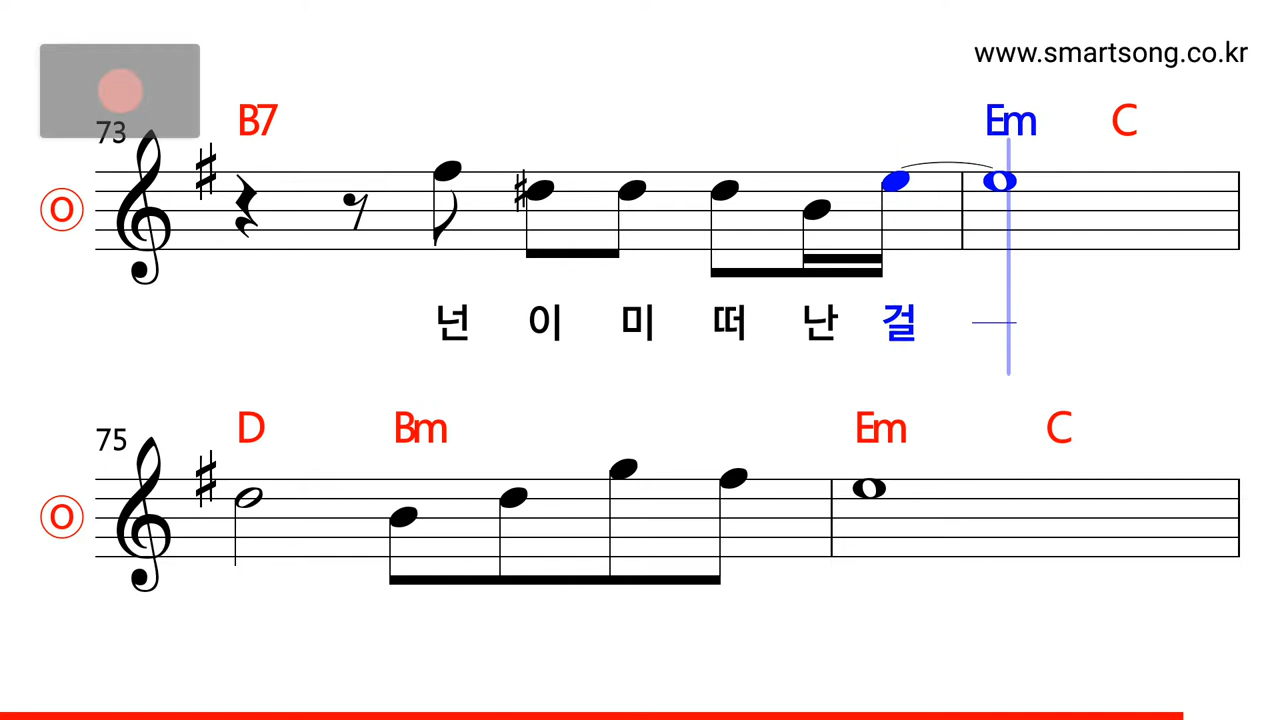 www.smartsong.co.kr
73 B7 Em C
O
넌 이 미 떠 난 걸
75 D Bm Em C
O